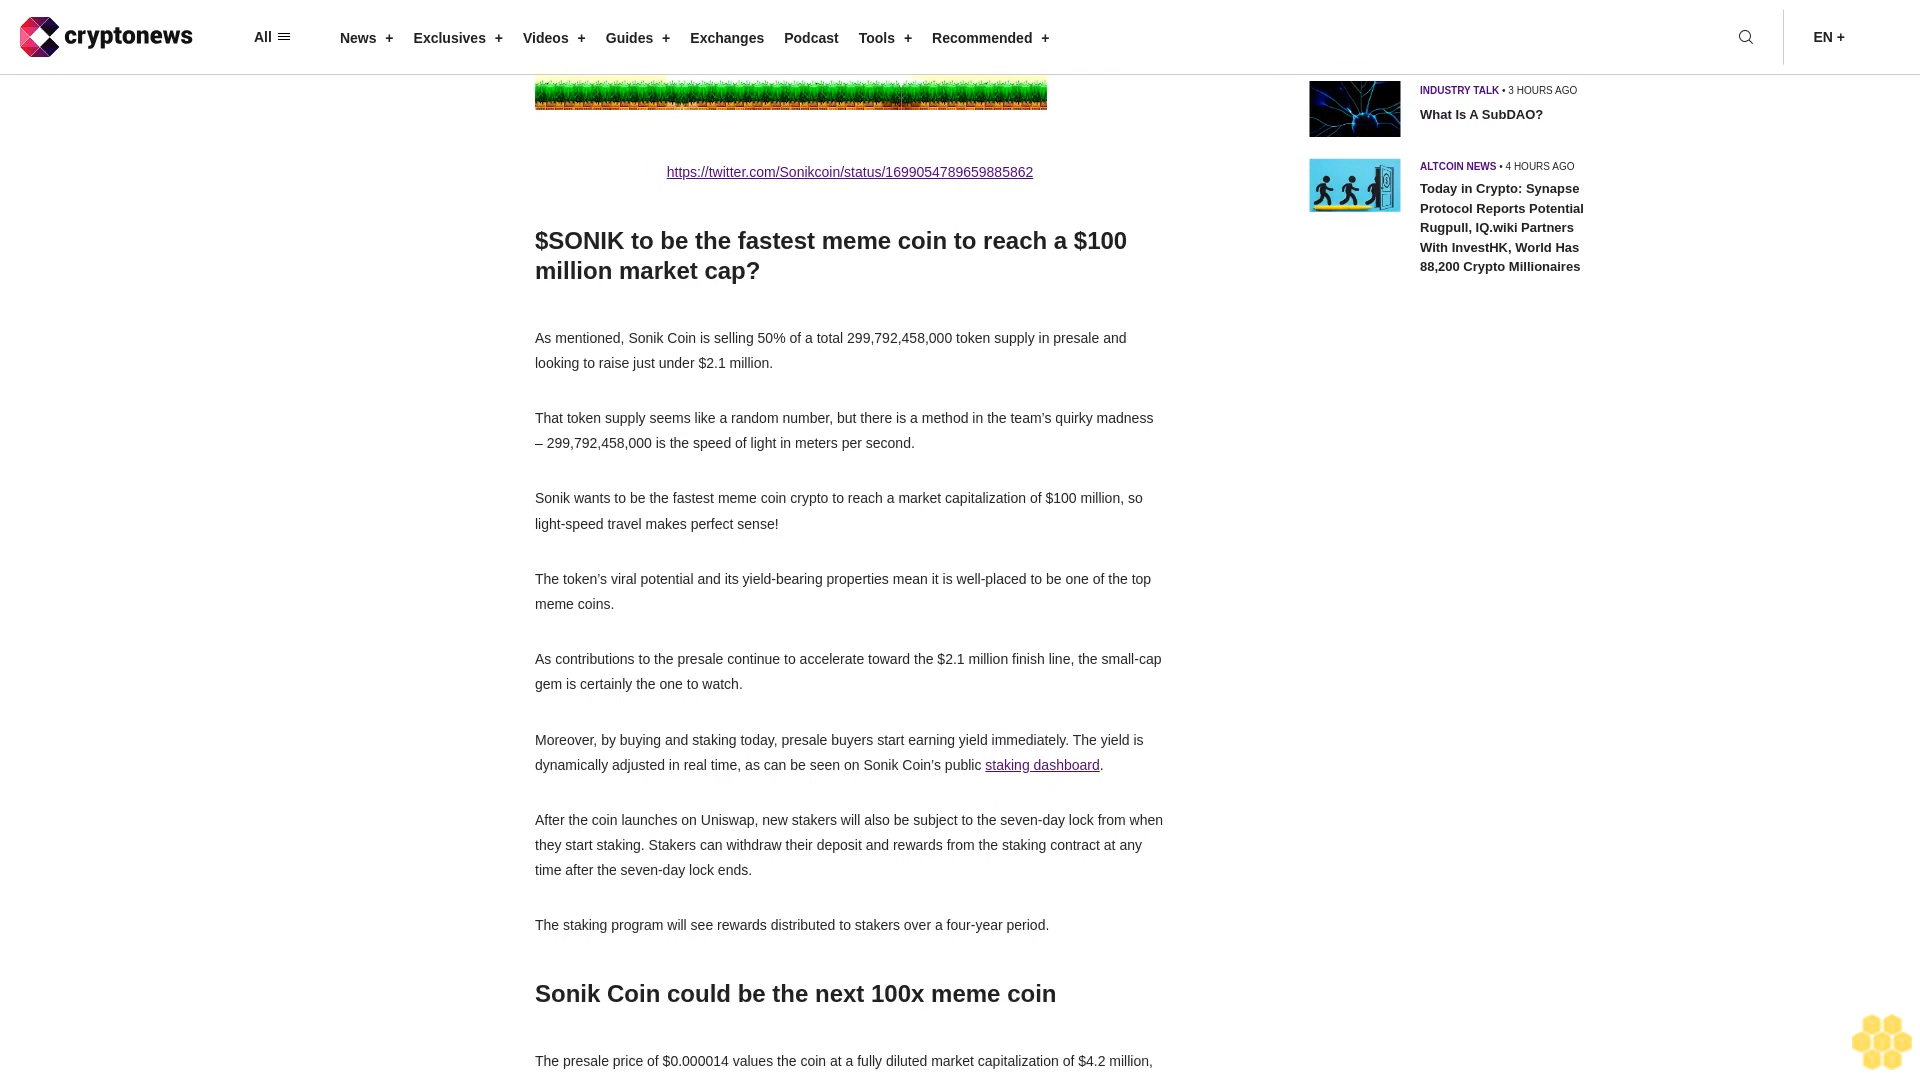 cryptonews
All
News +
Exclusives +
Videos +
Guides +
Exchanges
Podcast
Tools +
Recommended +
EN +
https://twitter.com/Sonikcoin/status/1699054789659885862
$SONIK to be the fastest meme coin to reach a $100
million market cap?
As mentioned, Sonik Coin is selling 50% of a total 299,792,458,000 token supply in presale and
looking to raise just under $2.1 million.
That token supply seems like a random number, but there is a method in the team’s quirky madness
– 299,792,458,000 is the speed of light in meters per second.
Sonik wants to be the fastest meme coin crypto to reach a market capitalization of $100 million, so
light-speed travel makes perfect sense!
The token’s viral potential and its yield-bearing properties mean it is well-placed to be one of the top
meme coins.
As contributions to the presale continue to accelerate toward the $2.1 million finish line, the small-cap
gem is certainly the one to watch.
Moreover, by buying and staking today, presale buyers start earning yield immediately. The yield is
dynamically adjusted in real time, as can be seen on Sonik Coin’s public staking dashboard.
After the coin launches on Uniswap, new stakers will also be subject to the seven-day lock from when
they start staking. Stakers can withdraw their deposit and rewards from the staking contract at any
time after the seven-day lock ends.
The staking program will see rewards distributed to stakers over a four-year period.
Sonik Coin could be the next 100x meme coin
The presale price of $0.000014 values the coin at a fully diluted market capitalization of $4.2 million,
INDUSTRY TALK • 3 HOURS AGO
What Is A SubDAO?
ALTCOIN NEWS • 4 HOURS AGO
Today in Crypto: Synapse
Protocol Reports Potential
Rugpull, IQ.wiki Partners
With InvestHK, World Has
88,200 Crypto Millionaires